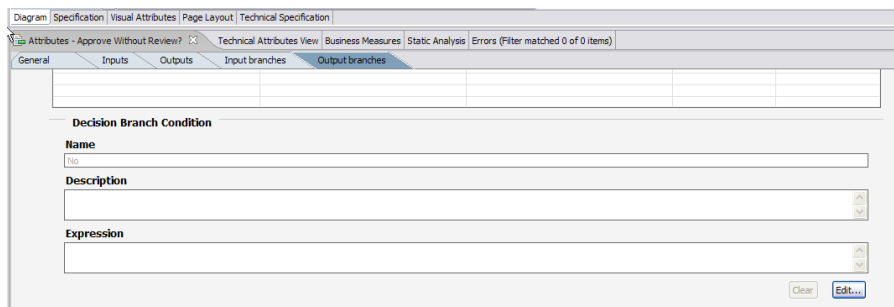 Diagram Specification Visual Attributes Page Layout Technical Specification
Attributes - Approve Without Review? Technical Attributes View Business Measures Static Analysis Errors (Filter matched 0 of 0 items)
General Inputs Outputs Input branches Output branches
Decision Branch Condition
Name
No
Description
Expression
Clear Edit...